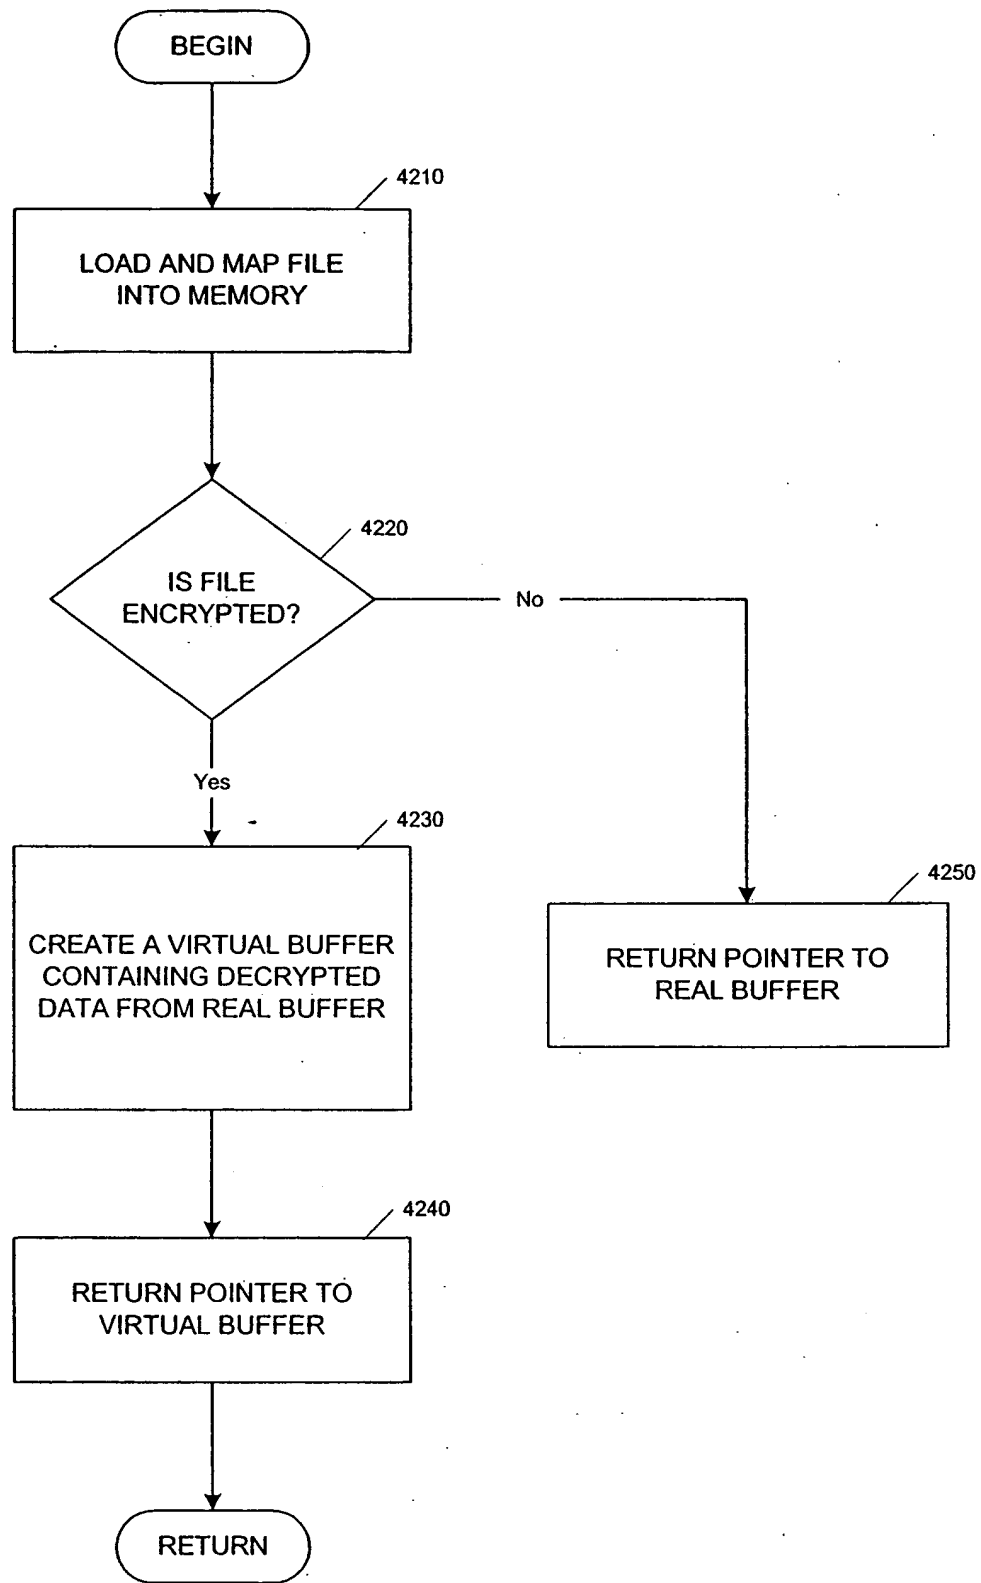 BEGIN
4210
LOAD AND MAP FILE
INTO MEMORY
4220
IS FILE
ENCRYPTED?
No
Yes
4230
CREATE A VIRTUAL BUFFER
CONTAINING DECRYPTED
DATA FROM REAL BUFFER
4250
RETURN POINTER TO
REAL BUFFER
4240
RETURN POINTER TO
VIRTUAL BUFFER
RETURN